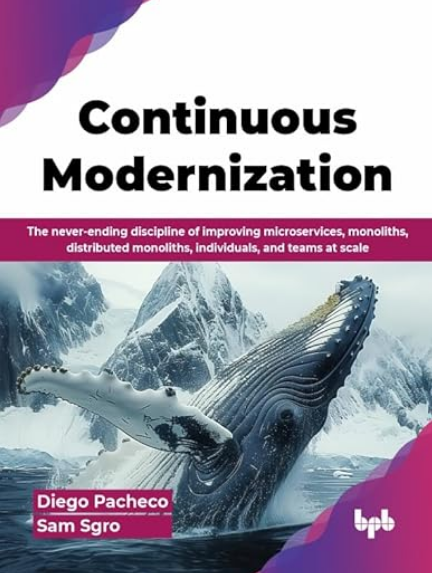 Continuous
Modernization
The never-ending discipline of improving microservices, monoliths,
distributed monoliths, individuals, and teams at scale
Diego Pacheco
Sam Sgro
bpb